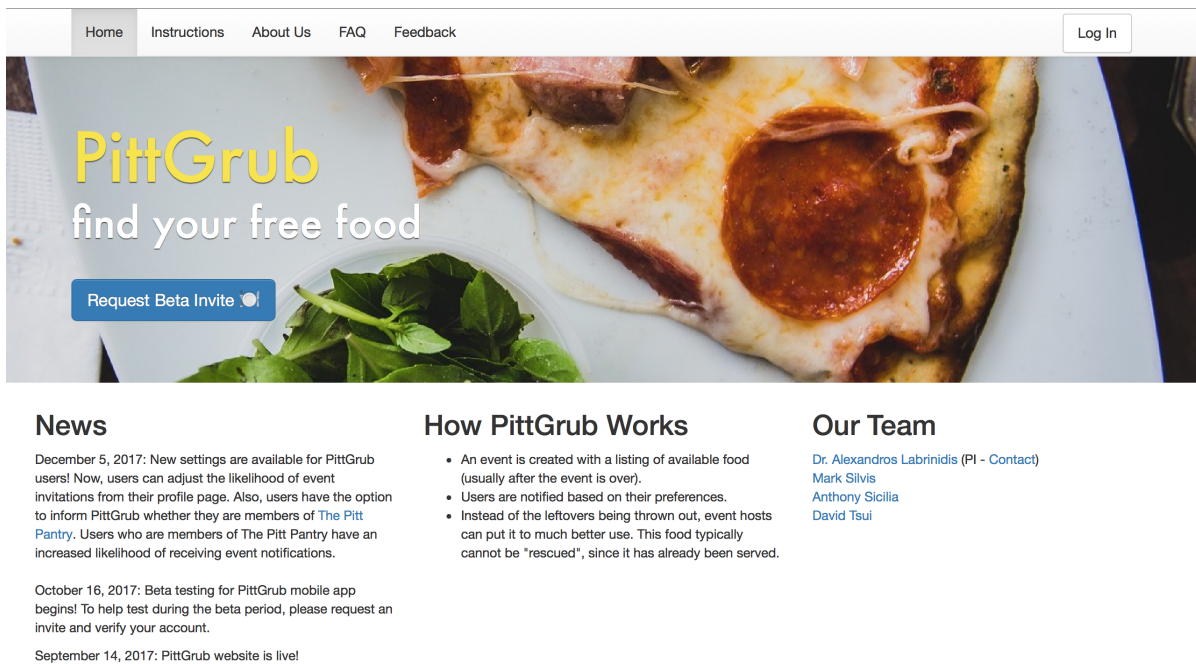 Home Instructions About Us FAQ Feedback Log In
PittGrub
find your free food
Request Beta Invite 🍽
News
December 5, 2017: New settings are available for PittGrub
users! Now, users can adjust the likelihood of event
invitations from their profile page. Also, users have the option
to inform PittGrub whether they are members of The Pitt
Pantry. Users who are members of The Pitt Pantry have an
increased likelihood of receiving event notifications.
October 16, 2017: Beta testing for PittGrub mobile app
begins! To help test during the beta period, please request an
invite and verify your account.
September 14, 2017: PittGrub website is live!
How PittGrub Works
• An event is created with a listing of available food
(usually after the event is over).
• Users are notified based on their preferences.
• Instead of the leftovers being thrown out, event hosts
can put it to much better use. This food typically
cannot be "rescued", since it has already been served.
Our Team
Dr. Alexandros Labrinidis (PI - Contact)
Mark Silvis
Anthony Sicilia
David Tsui